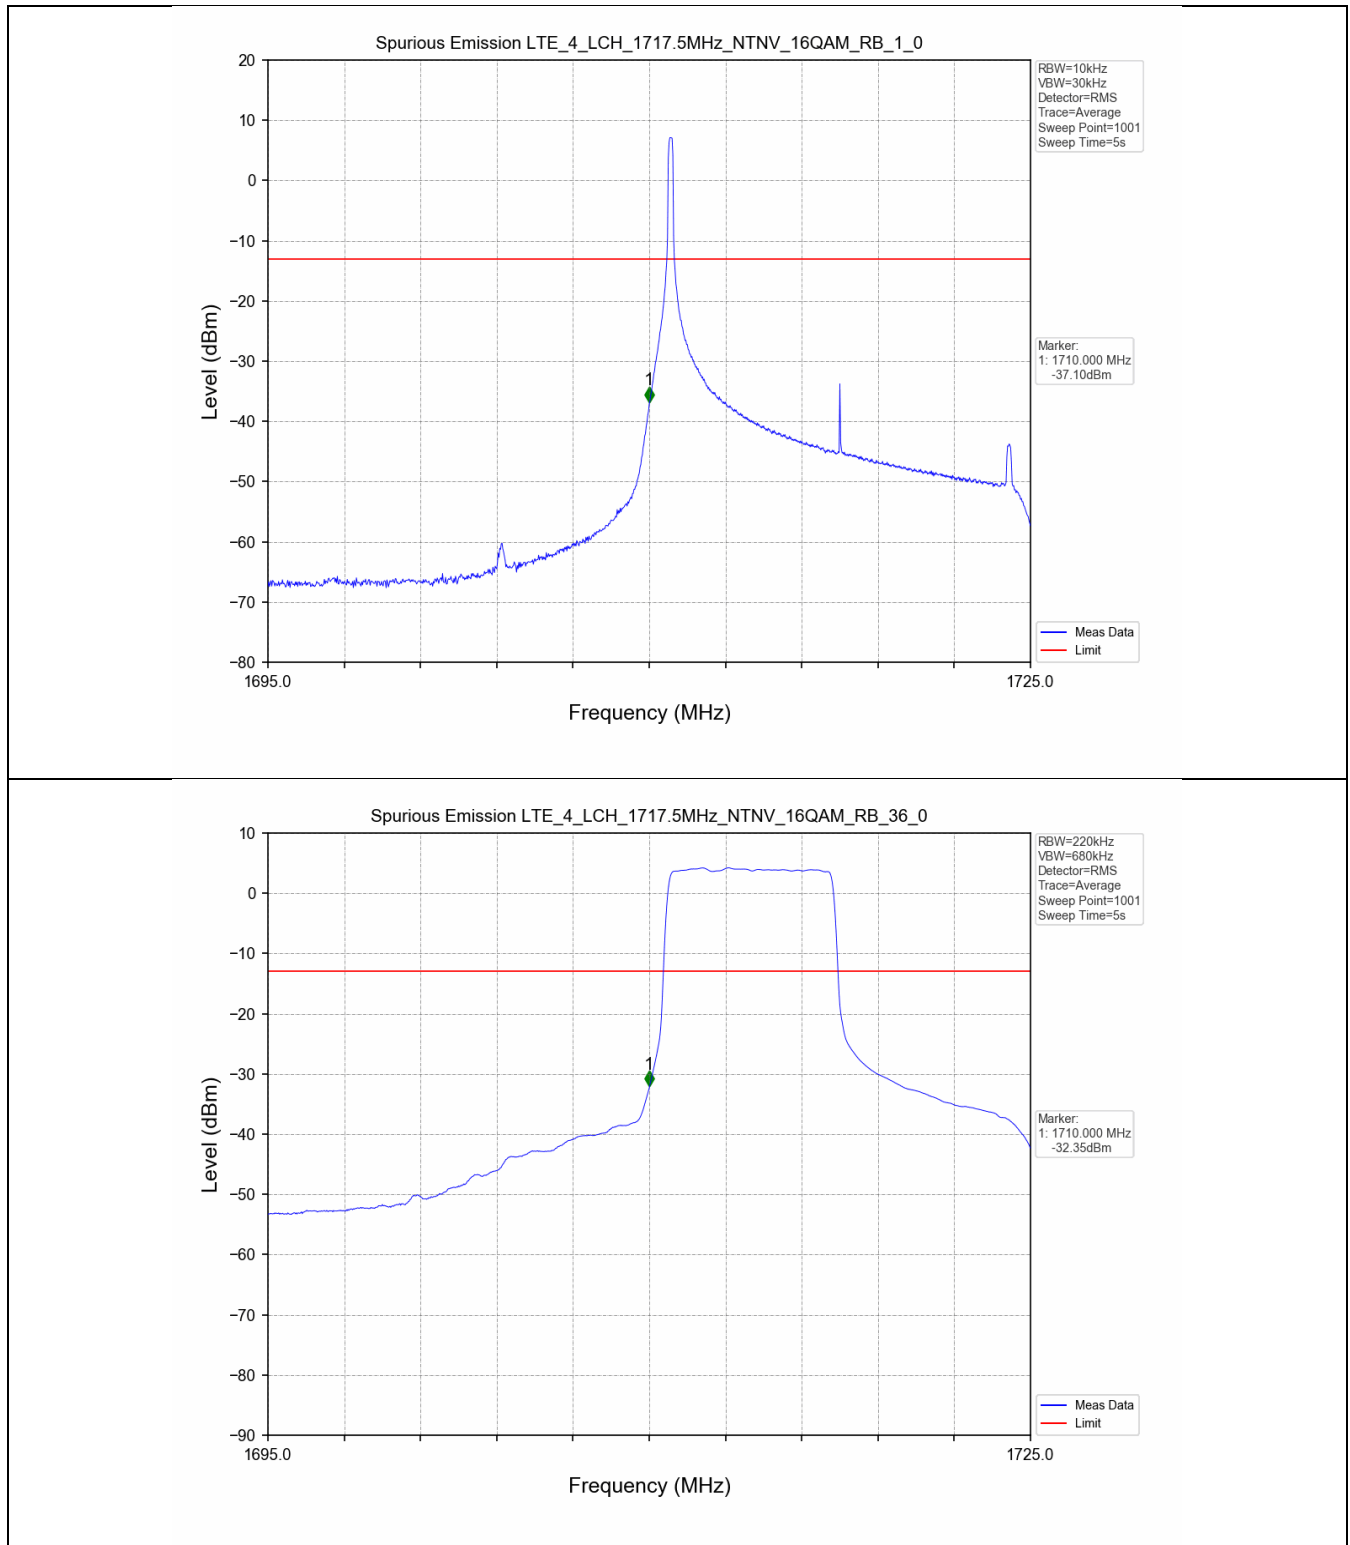 Spurious Emission LTE_4_LCH_1717.5MHz_NTNV_16QAM_RB_1_0
20
10
0
−10
−20
−30
−40
−50
−60
−70
−80
Level (dBm)
1
RBW=10kHz
VBW=30kHz
Detector=RMS
Trace=Average
Sweep Point=1001
Sweep Time=5s
Marker:
1: 1710.000 MHz
-37.10dBm
Meas Data
Limit
1695.0
1725.0
Frequency (MHz)
Spurious Emission LTE_4_LCH_1717.5MHz_NTNV_16QAM_RB_36_0
10
0
−10
−20
−30
−40
−50
−60
−70
−80
−90
Level (dBm)
1
RBW=220kHz
VBW=680kHz
Detector=RMS
Trace=Average
Sweep Point=1001
Sweep Time=5s
Marker:
1: 1710.000 MHz
-32.35dBm
Meas Data
Limit
1695.0
1725.0
Frequency (MHz)